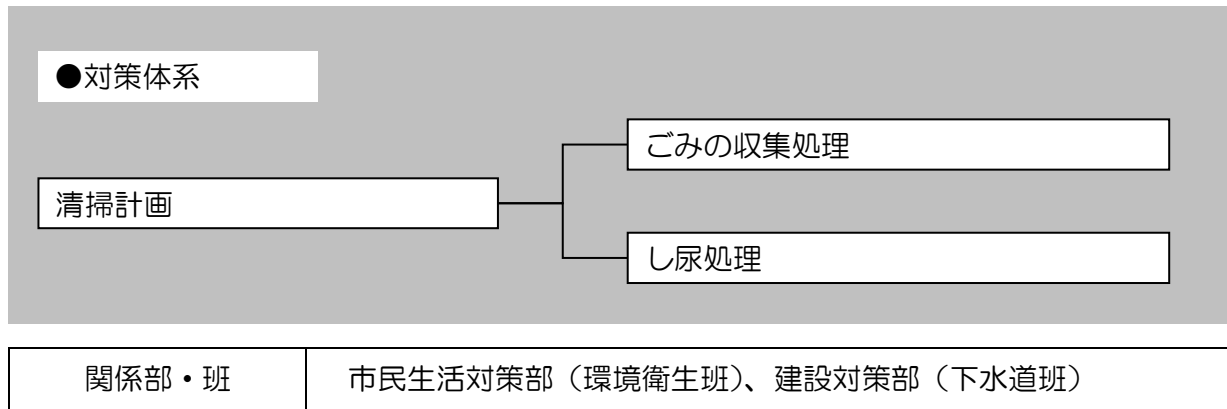 ●対策体系
ごみの収集処理
清掃計画
し尿処理
関係部・班 市民生活対策部（環境衛生班）、建設対策部（下水道班）